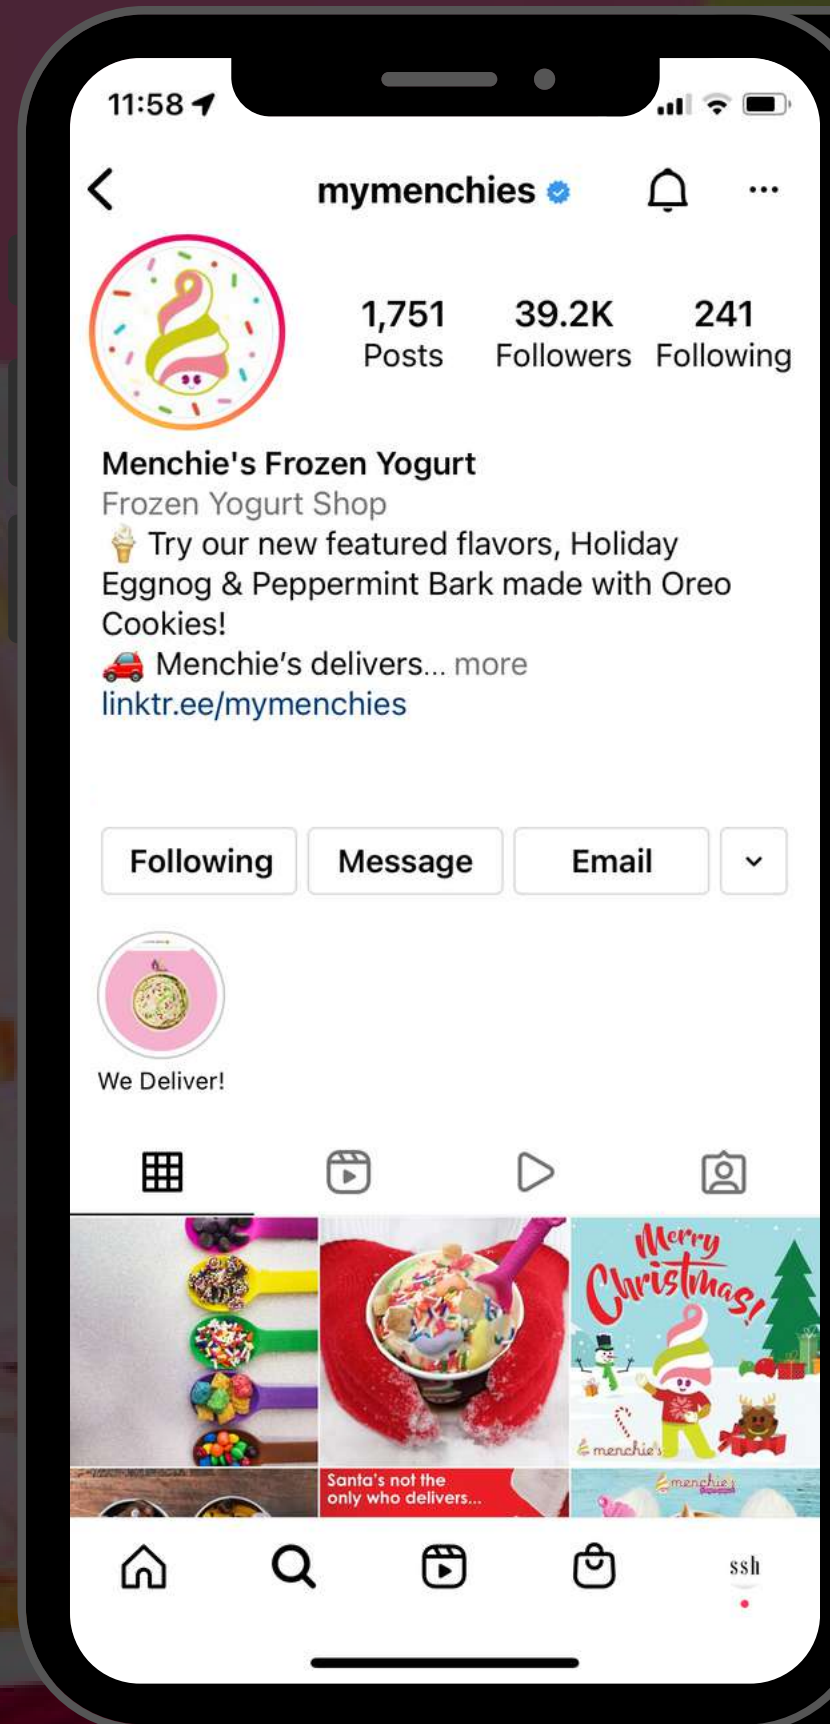 11:58
mymenchies
1,751 39.2K 241
Posts Followers Following
Menchie's Frozen Yogurt
Frozen Yogurt Shop
🍦 Try our new featured flavors, Holiday
Eggnog & Peppermint Bark made with Oreo
Cookies!
🚗 Menchie's delivers... more
linktr.ee/mymenchies
Following Message Email
We Deliver!
Merry
Christmas!
menchie's
Santa's not the
only who delivers...
menchie's
ssh